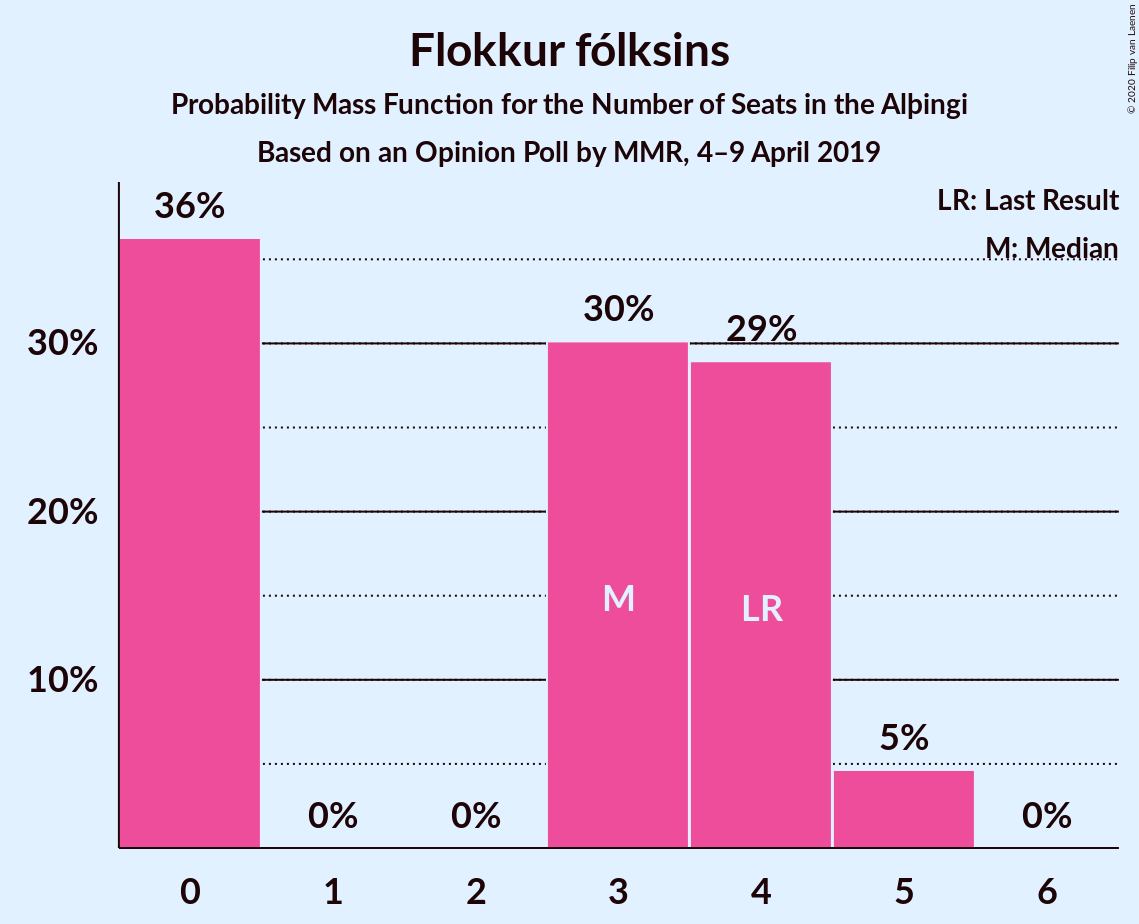 Flokkur fólksins
Probability Mass Function for the Number of Seats in the Alþingi
Based on an Opinion Poll by MMR, 4–9 April 2019
© 2020 Filip van Laenen
LR: Last Result
M: Median
36%
30%
29%
30%
20%
M
LR
10%
5%
0%
0%
0%
0 1 2 3 4 5 6